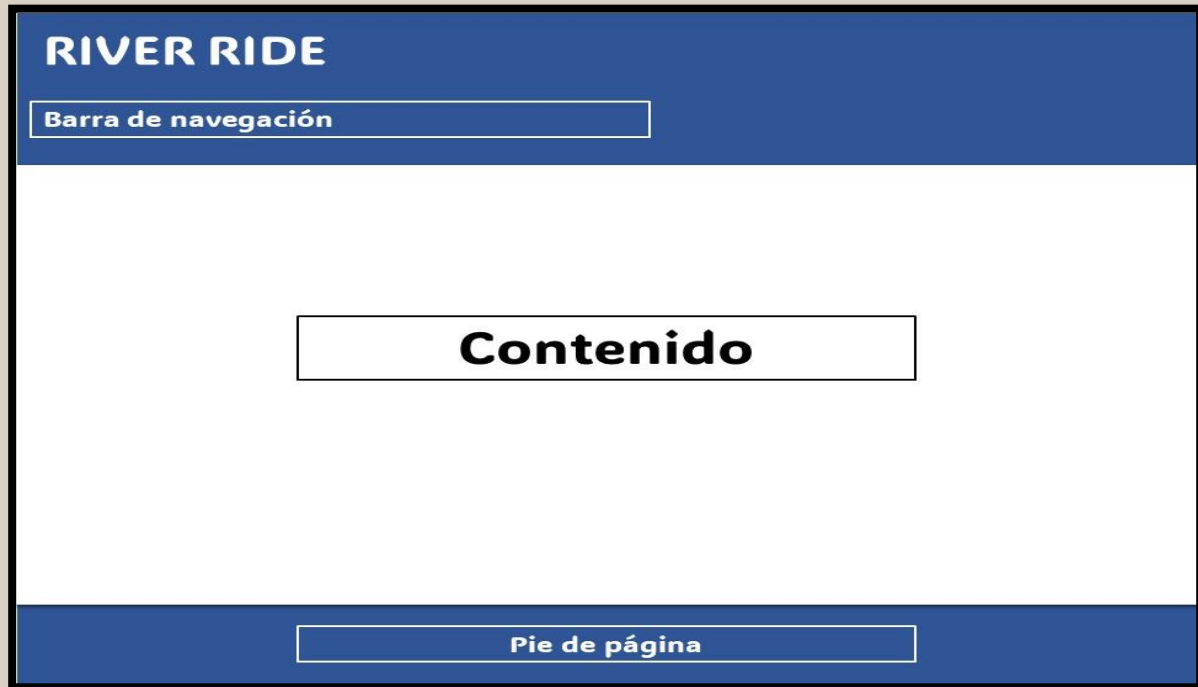 RIVER RIDE
Barra de navegación
Contenido
Pie de página